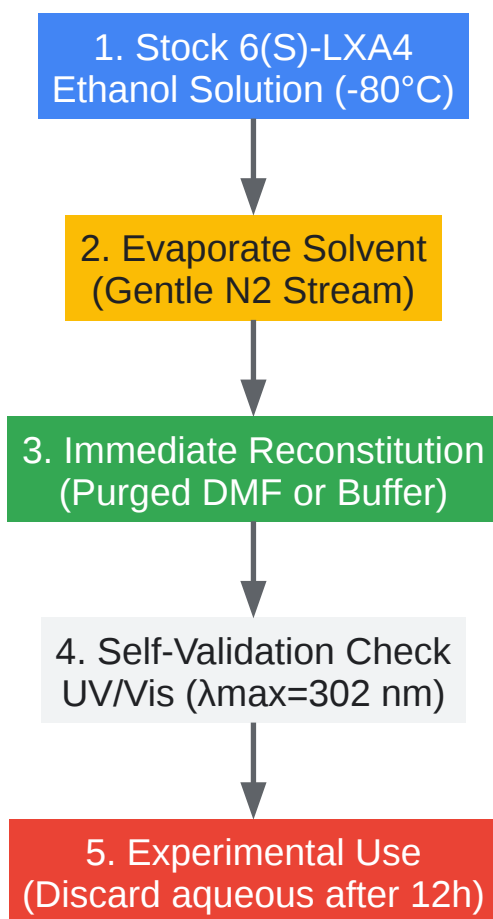 1. Stock 6(S)-LXA4
Ethanol Solution (-80°C)
2. Evaporate Solvent
(Gentle N2 Stream)
3. Immediate Reconstitution
(Purged DMF or Buffer)
4. Self-Validation Check
UV/Vis (λmax=302 nm)
5. Experimental Use
(Discard aqueous after 12h)